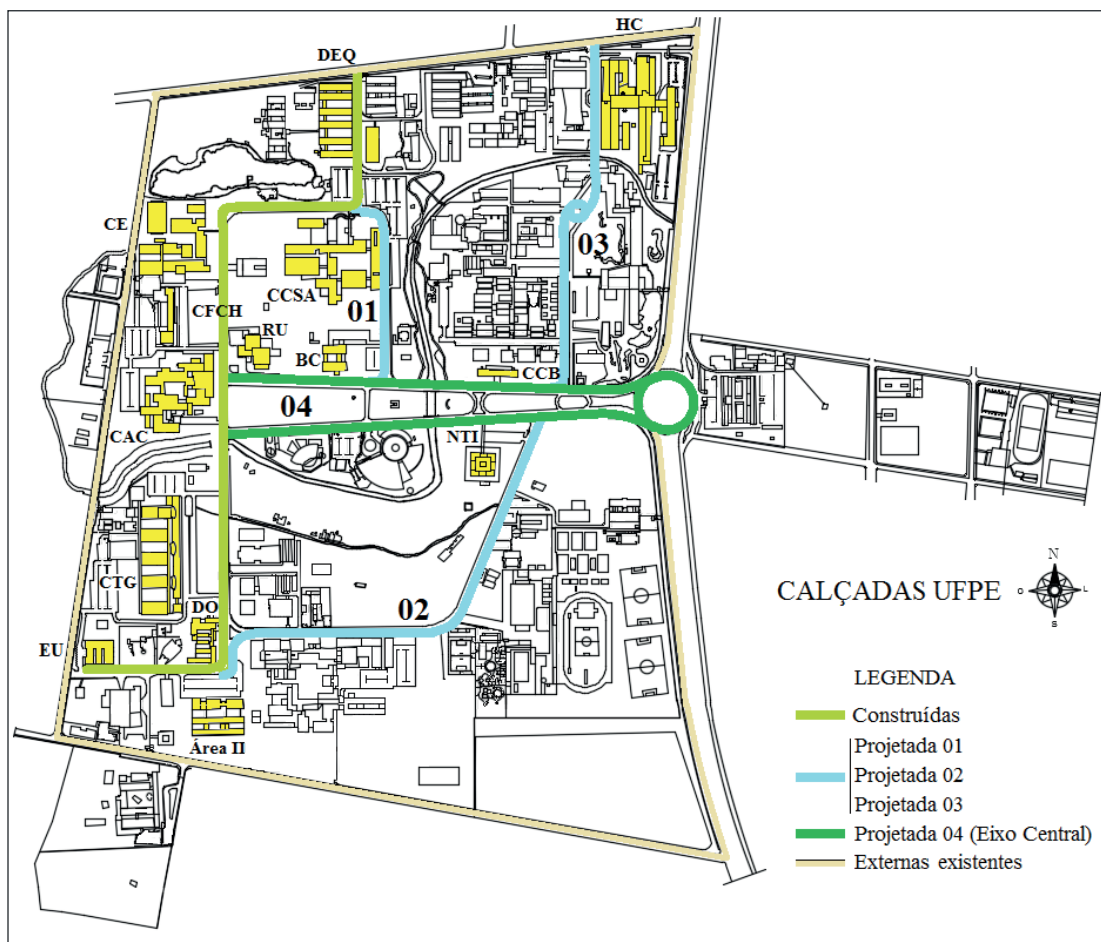 HC
DEQ
CE
03
CCSA
CFCH
01
RU
BC
CCB
04
CAC
NTI
CTG
CALÇADAS UFPE
N
O
L
S
DO
02
EU
LEGENDA
Construídas
Área II
Projetada 01
Projetada 02
Projetada 03
Projetada 04 (Eixo Central)
Externas existentes